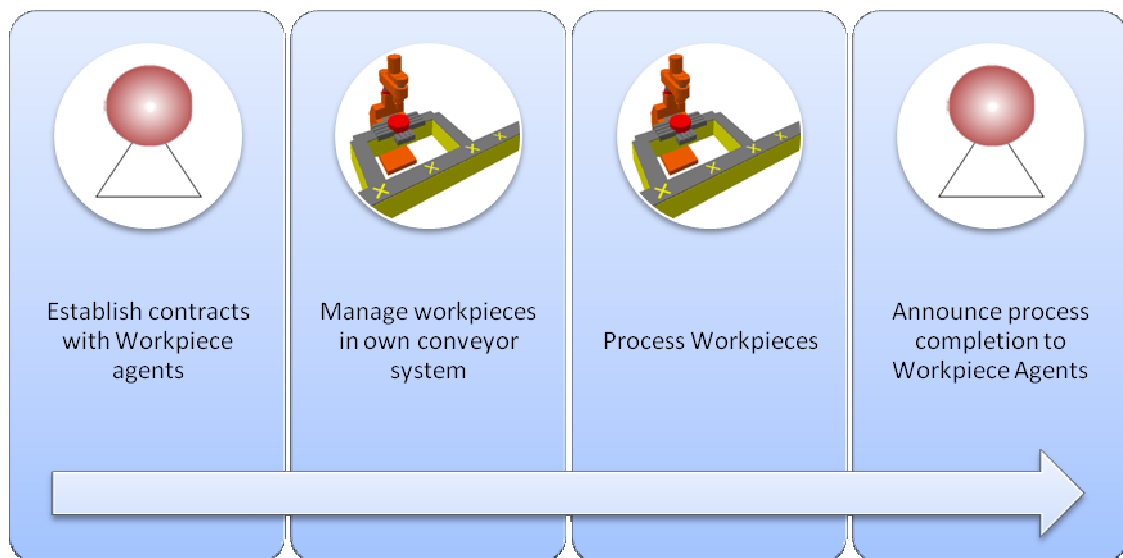 Establish contracts
with Workpiece
agents
Manage workpieces
in own conveyor
system
Process Workpieces
Announce process
completion to
Workpiece Agents